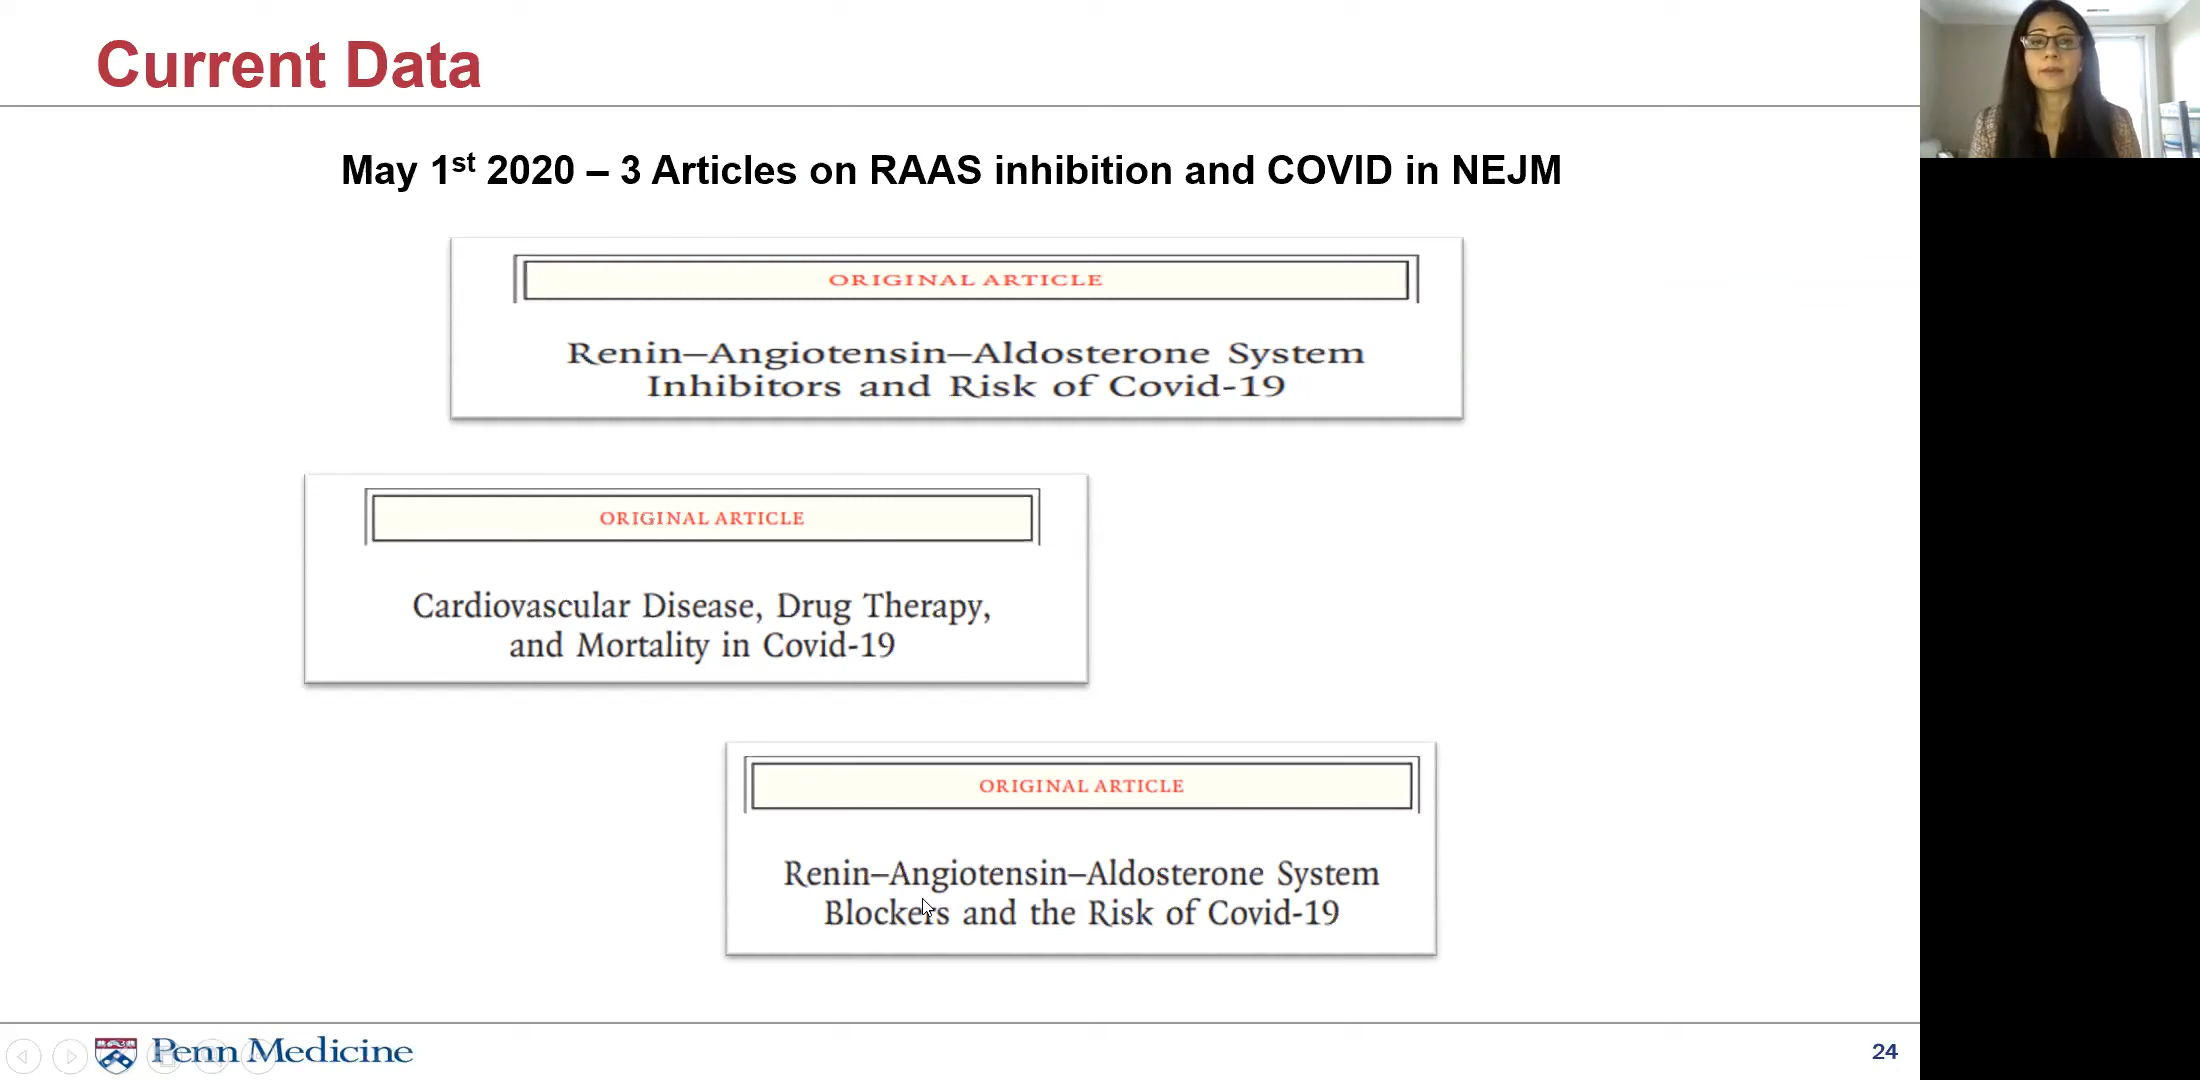 Current Data
May 1st 2020 – 3 Articles on RAAS inhibition and COVID in NEJM
ORIGINAL ARTICLE
Renin–Angiotensin–Aldosterone System
Inhibitors and Risk of Covid-19
ORIGINAL ARTICLE
Cardiovascular Disease, Drug Therapy,
and Mortality in Covid-19
ORIGINAL ARTICLE
Renin–Angiotensin–Aldosterone System
Blockers and the Risk of Covid-19
Penn Medicine
24